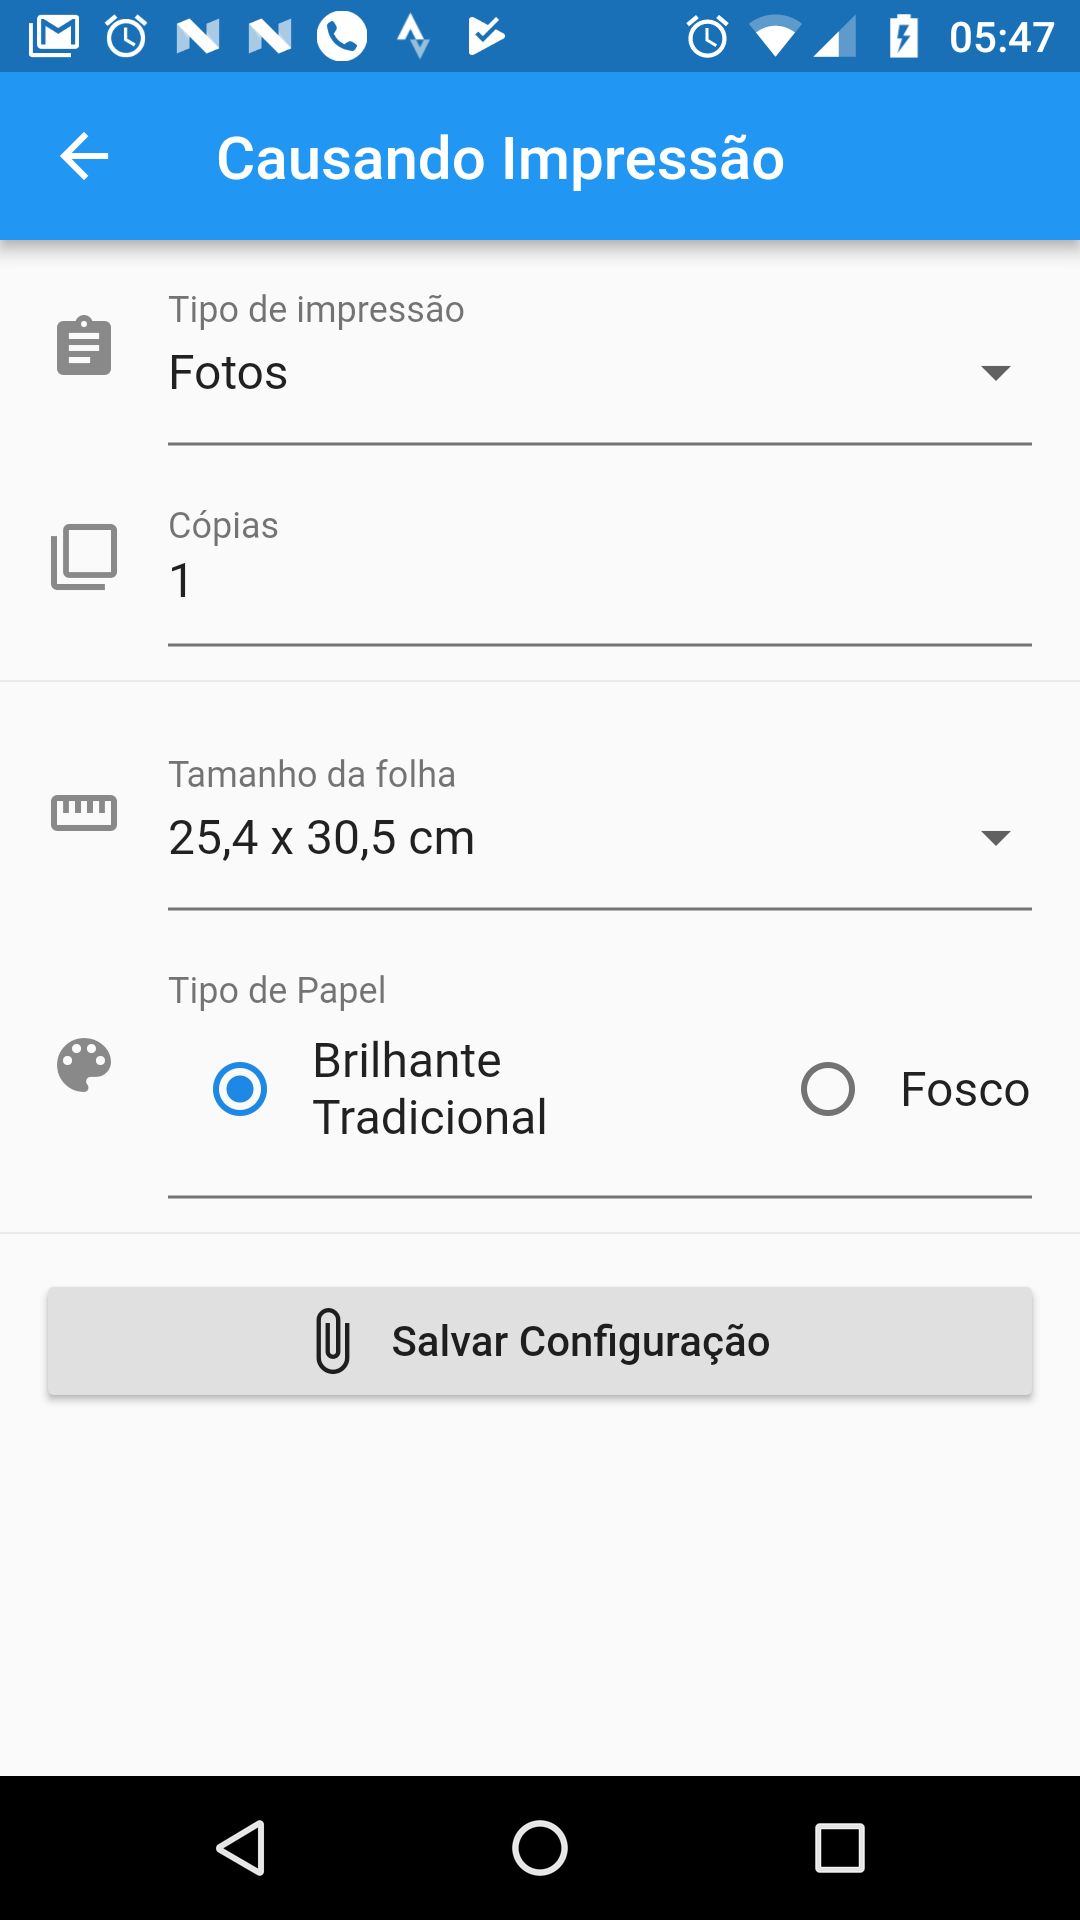 05:47
Causando Impressão
Tipo de impressão
Fotos
Cópias
1
Tamanho da folha
25,4 x 30,5 cm
Tipo de Papel
Brilhante
Tradicional
Fosco
Salvar Configuração